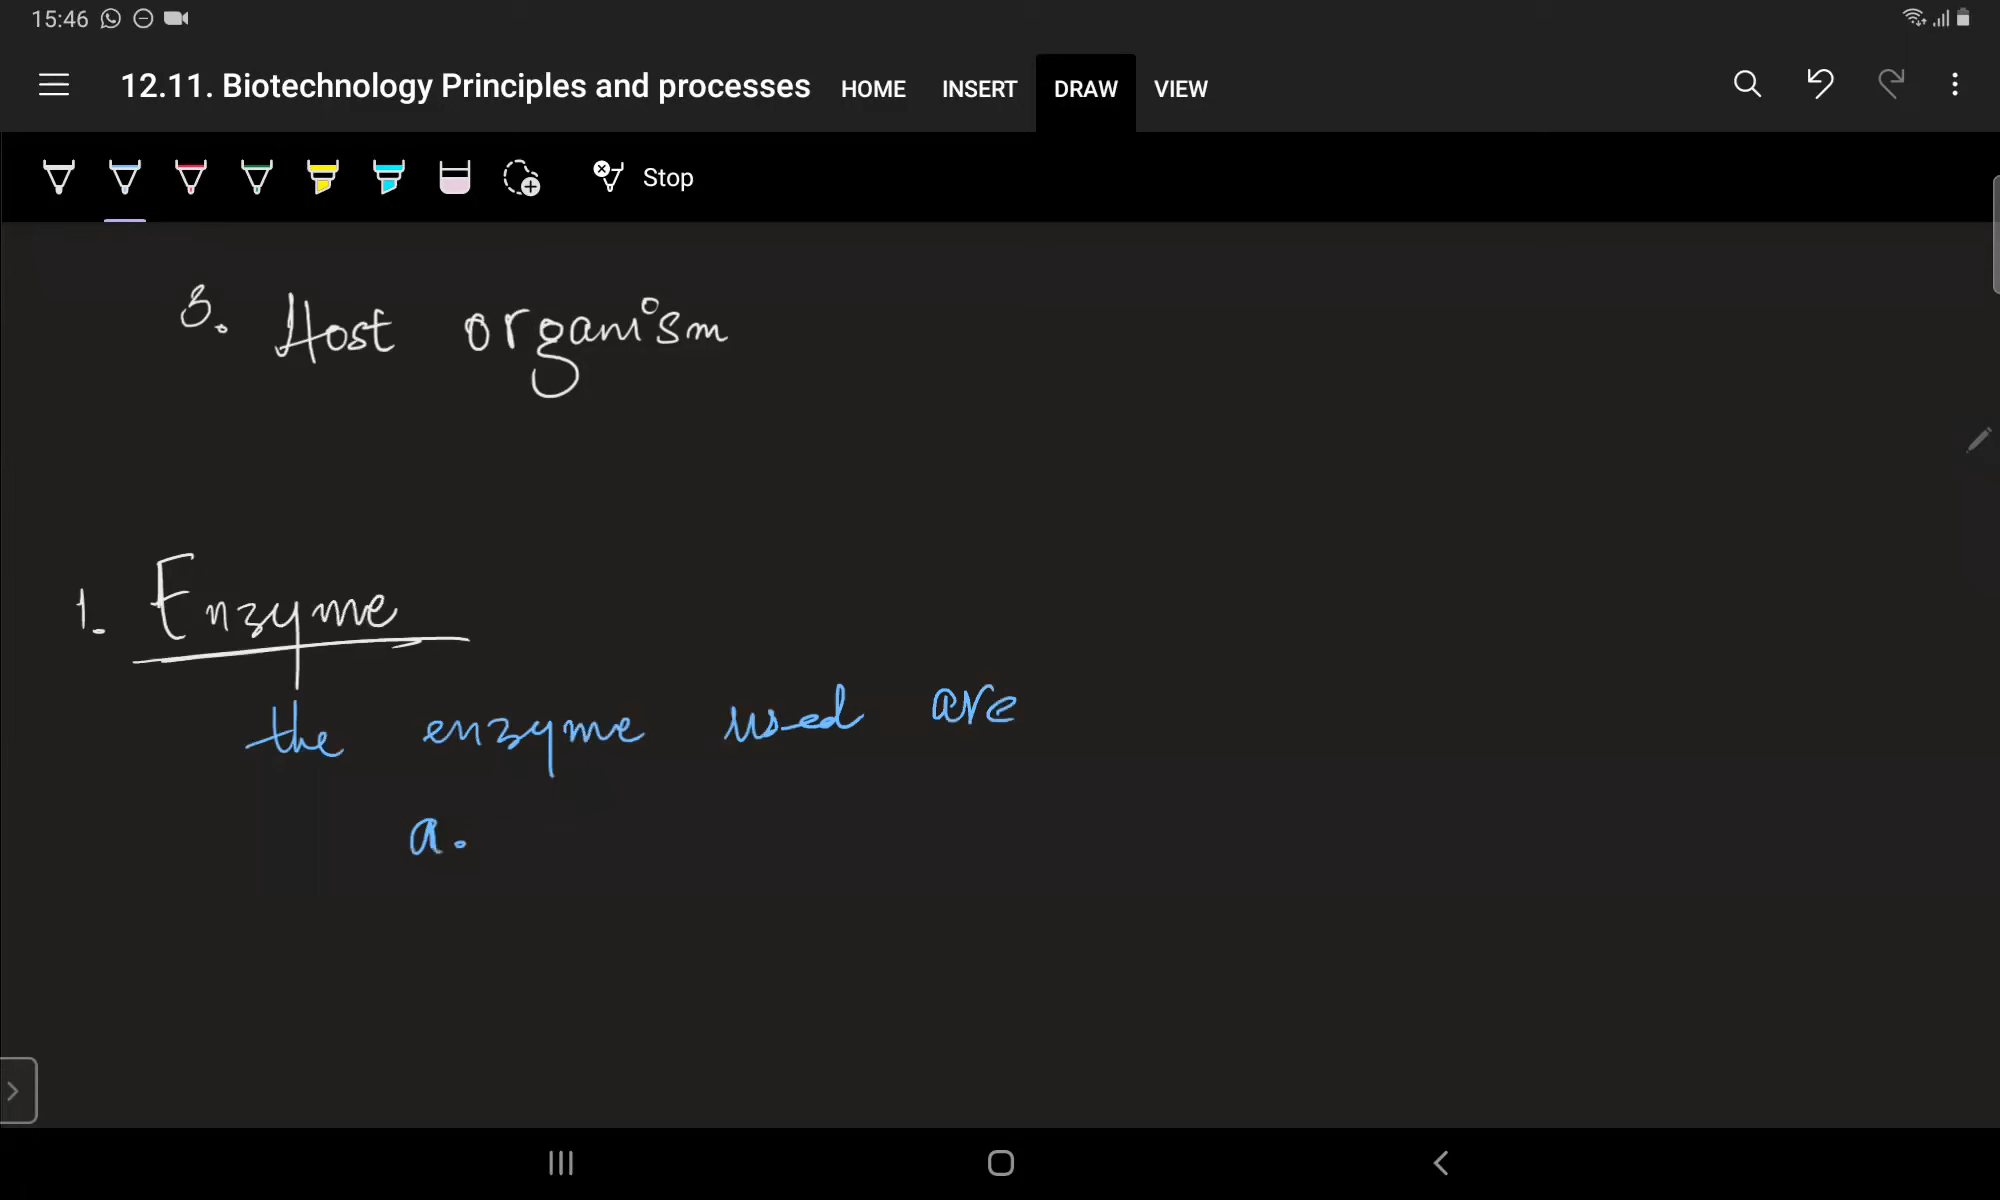 15:46
12.11. Biotechnology Principles and processes HOME INSERT DRAW VIEW
Stop
3. Host organism
1. Enzyme
the enzyme used are
a.